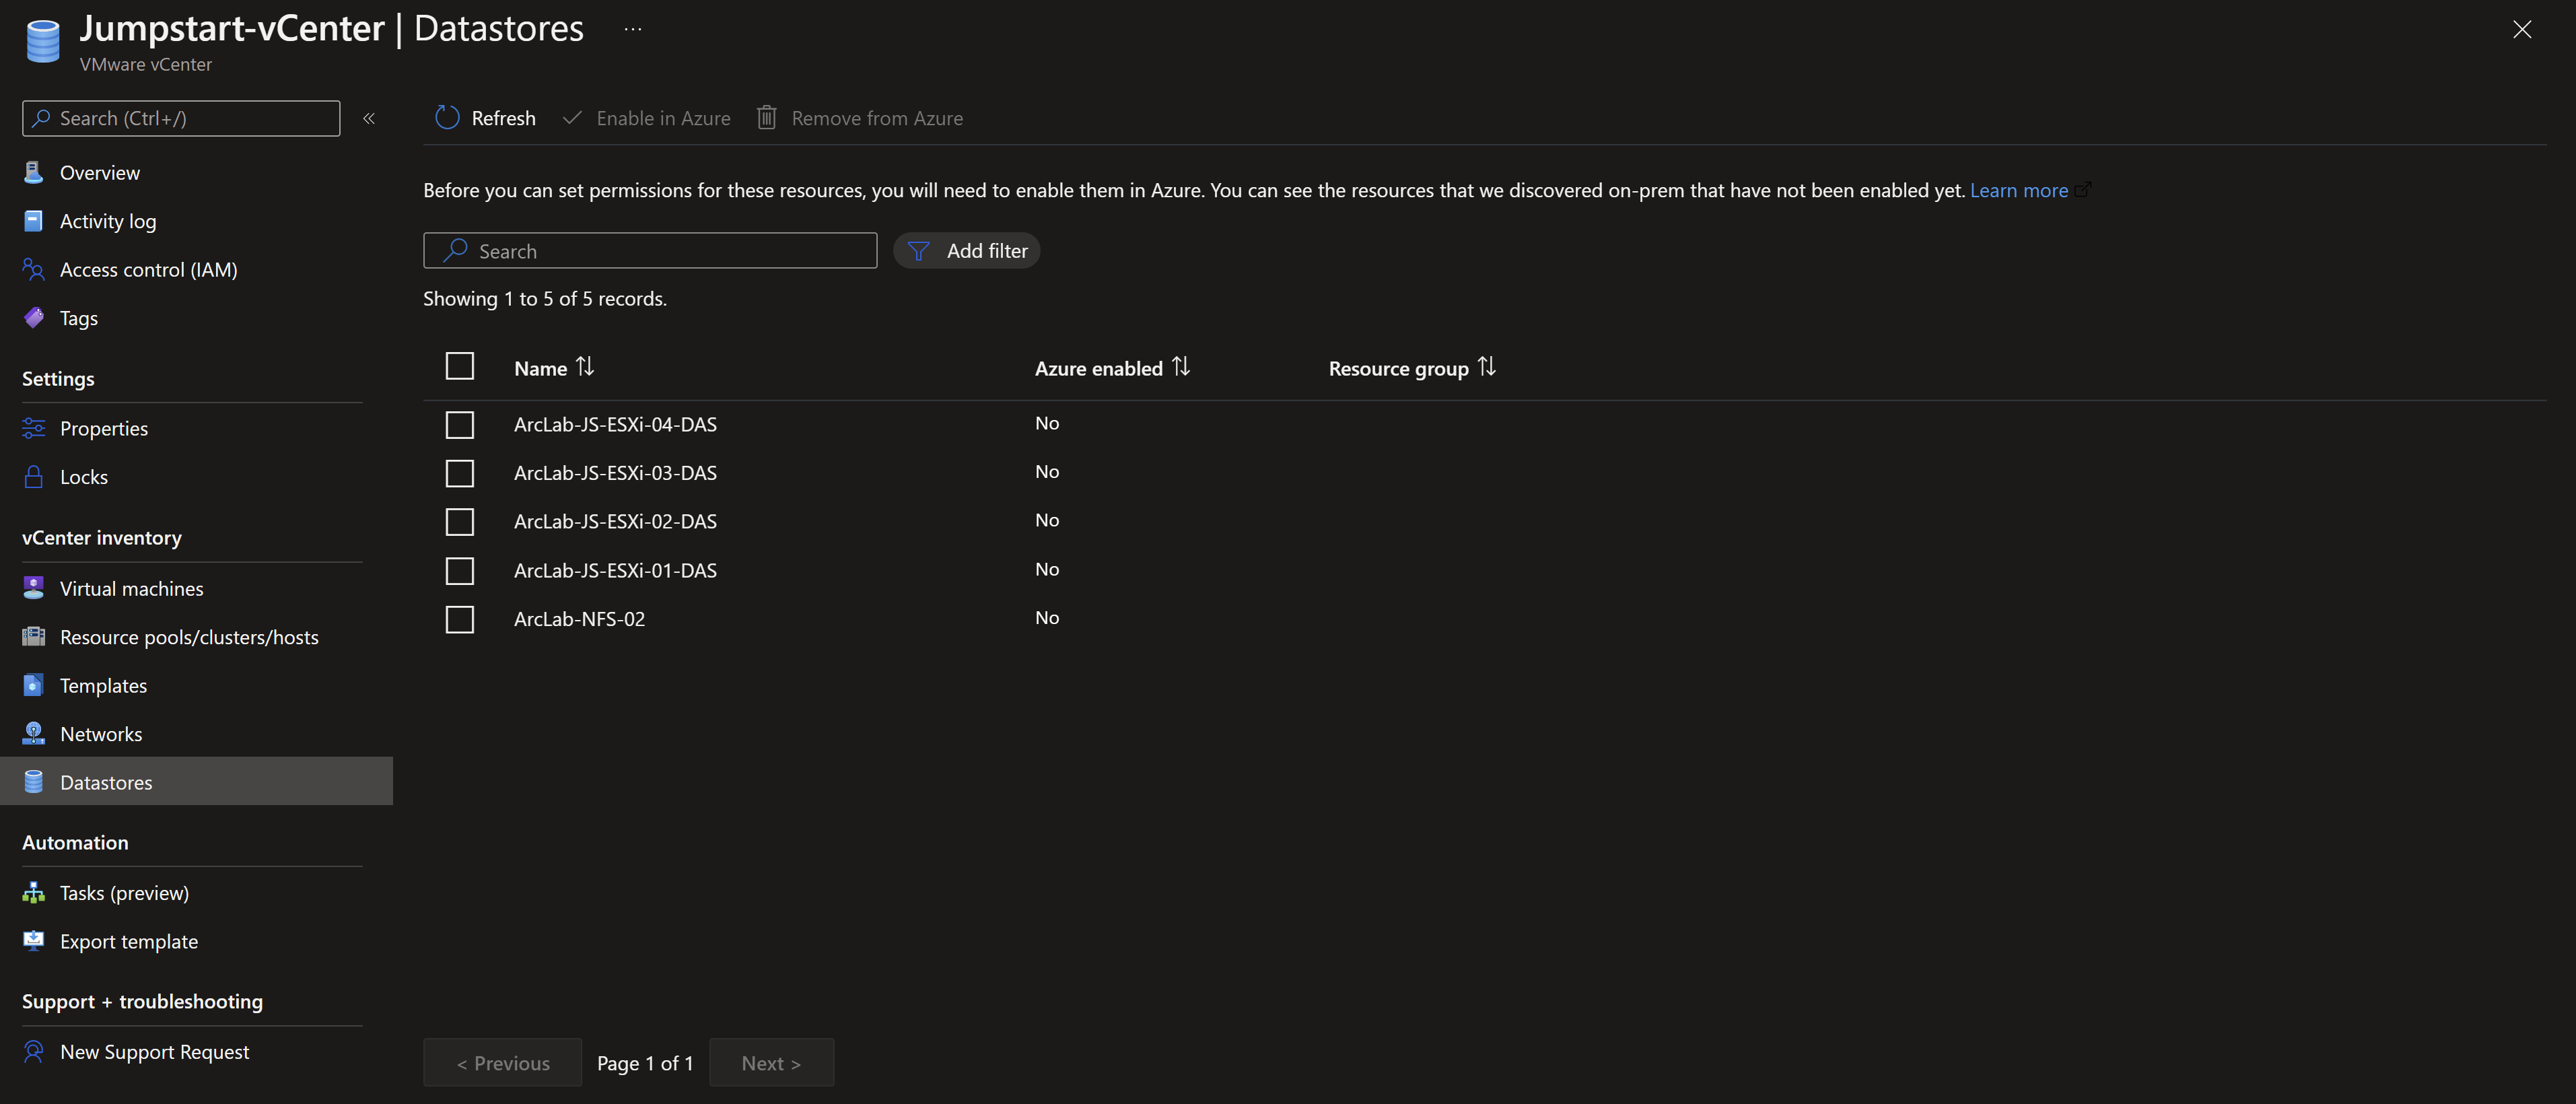 Jumpstart-vCenter | Datastores ...
VMware vCenter
Search (Ctrl+/)
«
Overview
Activity log
Access control (IAM)
Tags
Settings
Properties
Locks
vCenter inventory
Virtual machines
Resource pools/clusters/hosts
Templates
Networks
Datastores
Automation
Tasks (preview)
Export template
Support + troubleshooting
New Support Request
Refresh Enable in Azure Remove from Azure
Before you can set permissions for these resources, you will need to enable them in Azure. You can see the resources that we discovered on-prem that have not been enabled yet. Learn more
Search Add filter
Showing 1 to 5 of 5 records.
Name Azure enabled Resource group
ArcLab-JS-ESXi-04-DAS No
ArcLab-JS-ESXi-03-DAS No
ArcLab-JS-ESXi-02-DAS No
ArcLab-JS-ESXi-01-DAS No
ArcLab-NFS-02 No
< Previous Page 1 of 1 Next >